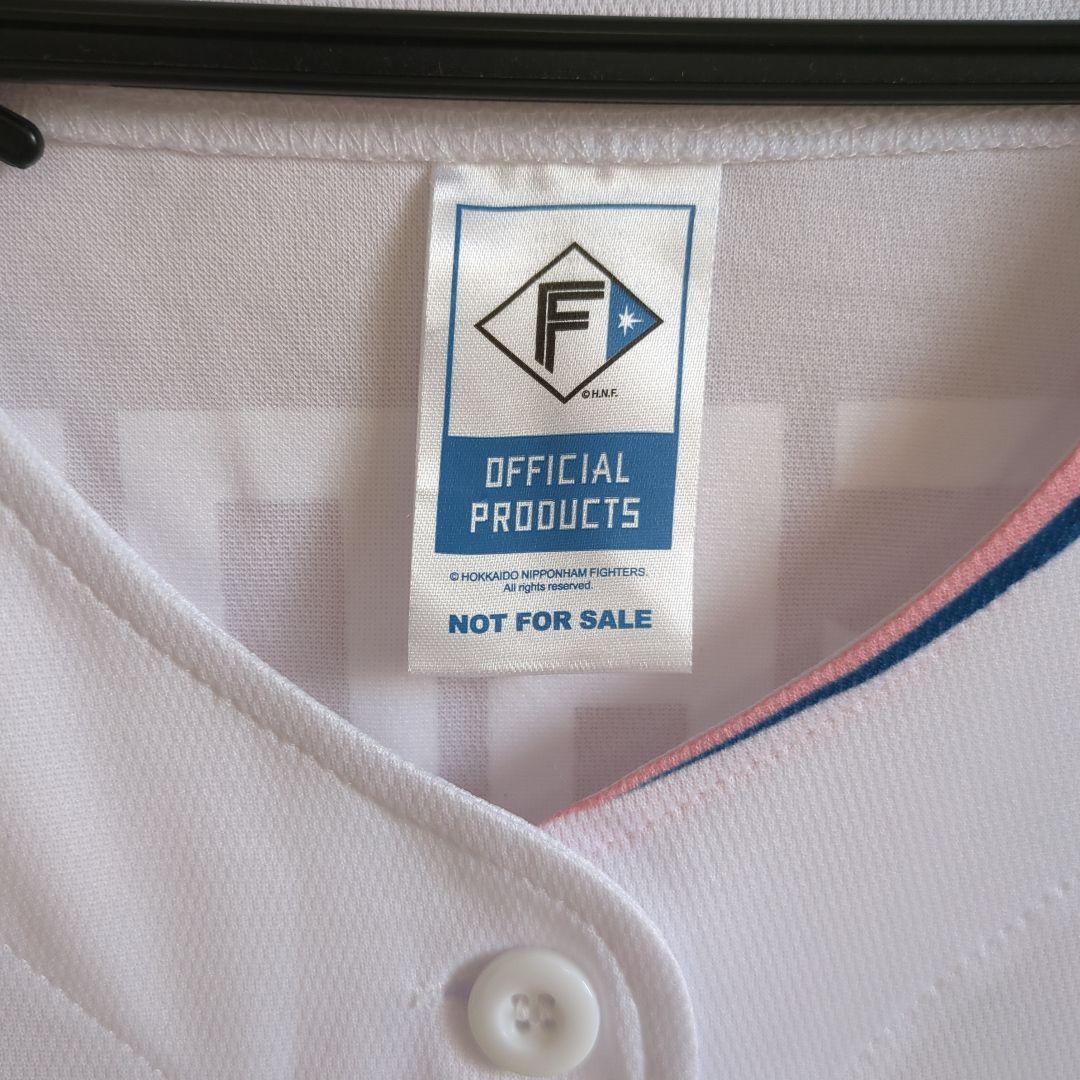 F
© H.N.F.
OFFICIAL
PRODUCTS
© HOKKAIDO NIPPONHAM FIGHTERS.
All rights reserved.
NOT FOR SALE